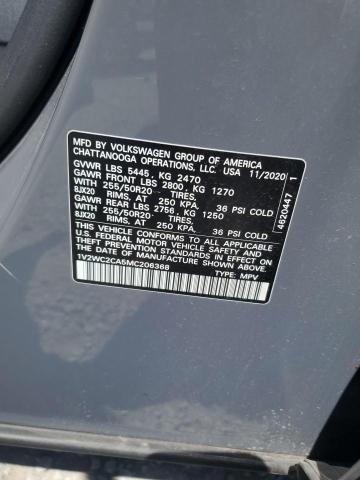 MFD BY VOLKSWAGEN GROUP OF AMERICA
CHATTANOOGA OPERATIONS, LLC. USA 11/2020
GVWR LBS 5445, KG 2470
GAWR FRONT LBS 2800, KG 1270
WITH 255/50R20 TIRES,
8JX20 RIMS, AT 250 KPA. 36 PSI COLD
GAWR REAR LBS 2756, KG 1250
WITH 255/50R20 TIRES,
8JX20 RIMS, AT 250 KPA. 36 PSI COLD
THIS VEHICLE CONFORMS TO ALL APPLICABLE
FEDERAL MOTOR VEHICLE SAFETY STANDARDS
IN EFFECT ON THE DATE OF MANUFACTURE
SHOWN ABOVE.
1V2WC2CA5MC206368 TYPE: MPV
4620447 1